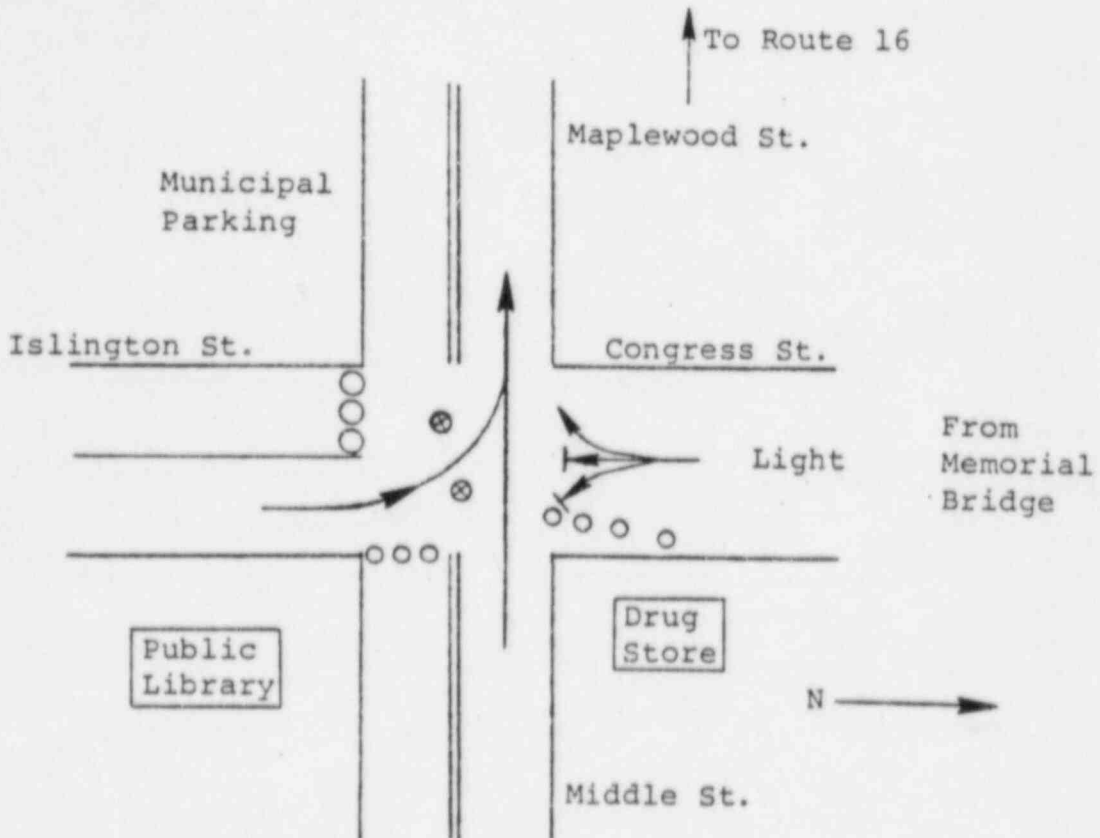 To Route 16
Maplewood St.
Municipal
Parking
Islington St.
Congress St.
Light
From
Memorial
Bridge
Public
Library
Drug
Store
N
Middle St.